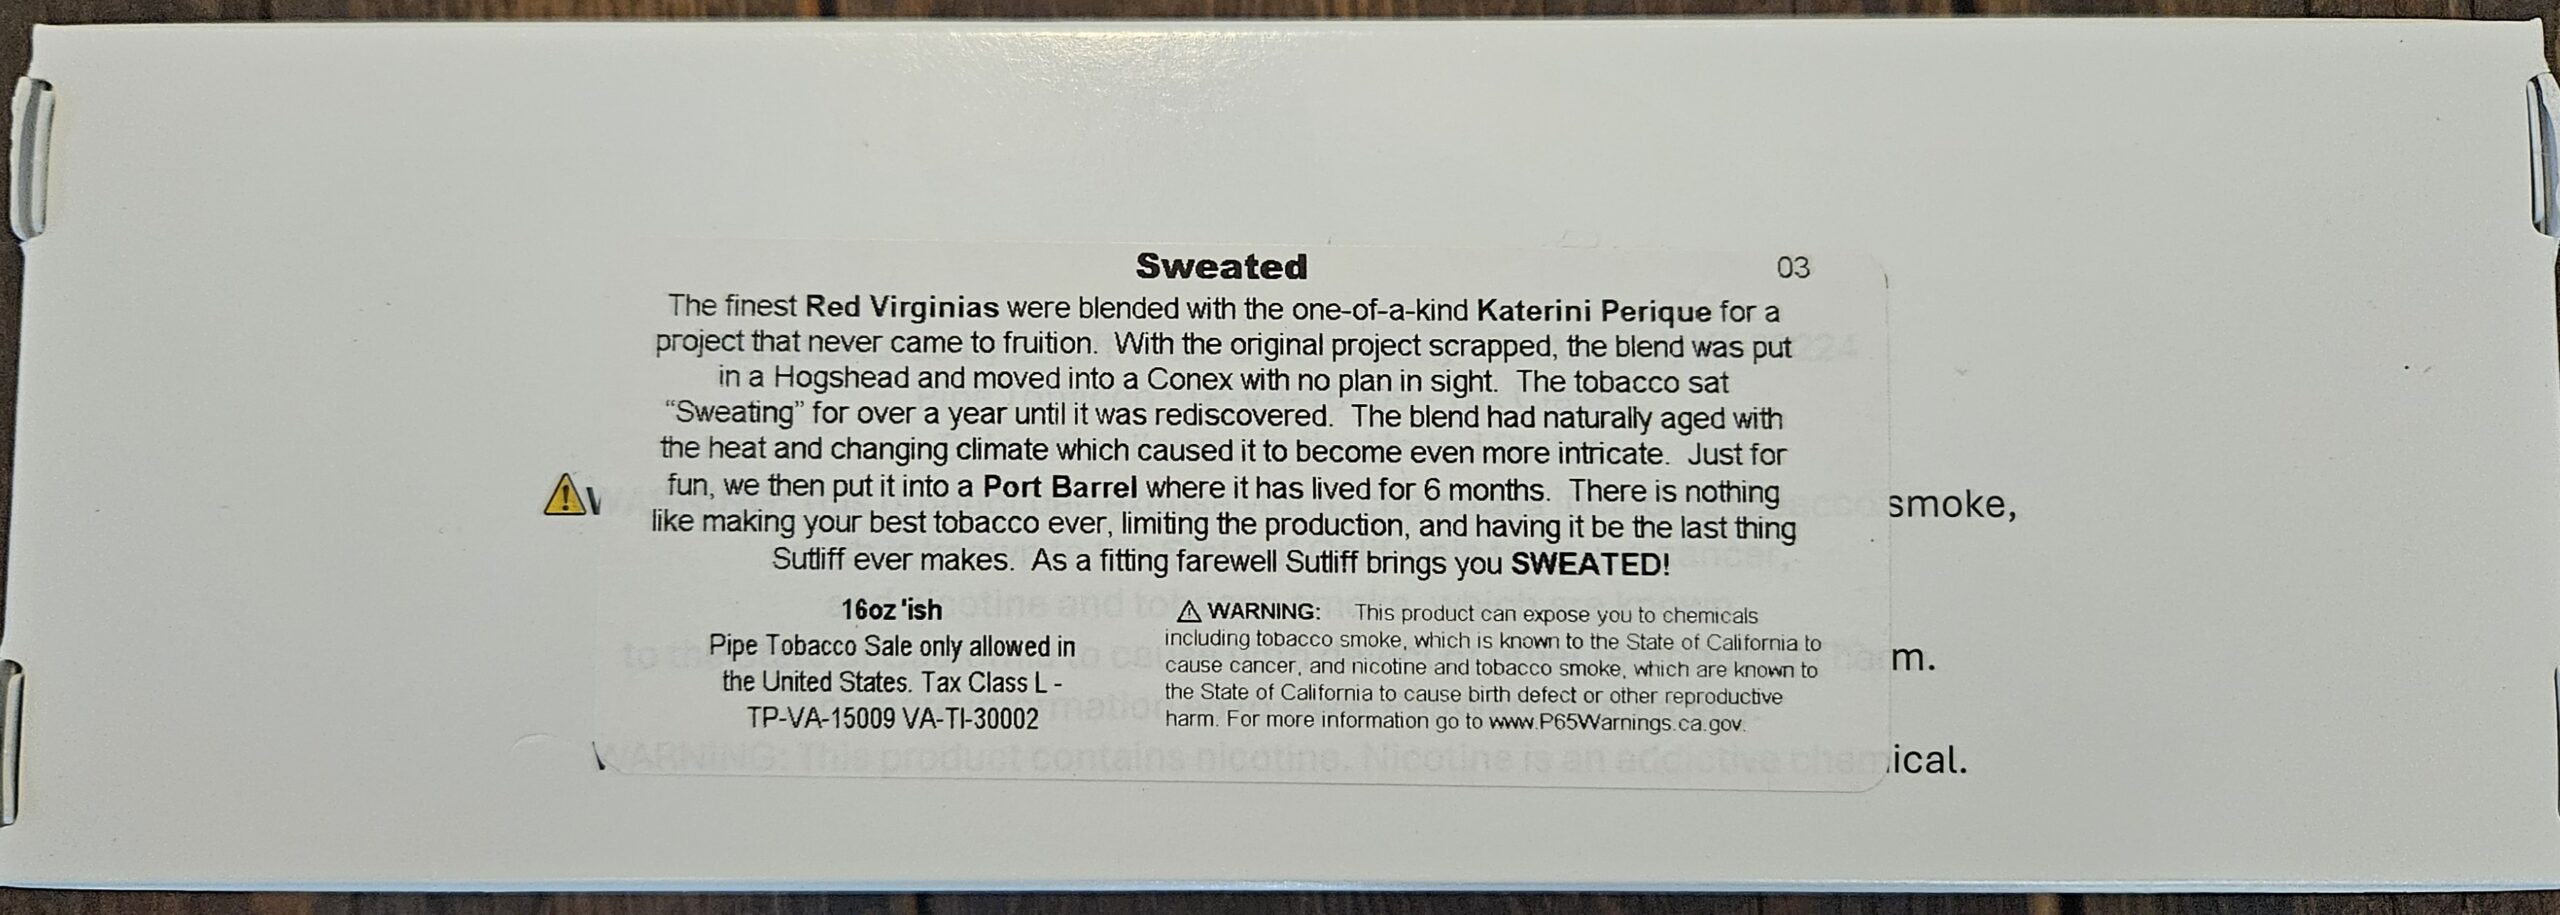 Sweated 03
The finest Red Virginias were blended with the one-of-a-kind Katerini Perique for a
project that never came to fruition. With the original project scrapped, the blend was put
in a Hogshead and moved into a Conex with no plan in sight. The tobacco sat
“Sweating” for over a year until it was rediscovered. The blend had naturally aged with
the heat and changing climate which caused it to become even more intricate. Just for
fun, we then put it into a Port Barrel where it has lived for 6 months. There is nothing
like making your best tobacco ever, limiting the production, and having it be the last thing
Sutliff ever makes. As a fitting farewell Sutliff brings you SWEATED!
16oz 'ish
Pipe Tobacco Sale only allowed in
the United States. Tax Class L -
TP-VA-15009 VA-TI-30002
⚠ WARNING: This product can expose you to chemicals
including tobacco smoke, which is known to the State of California to
cause cancer, and nicotine and tobacco smoke, which are known to
the State of California to cause birth defect or other reproductive
harm. For more information go to www.P65Warnings.ca.gov.
smoke,
m.
WARNING: This product contains nicotine. Nicotine is an addictive chemical.